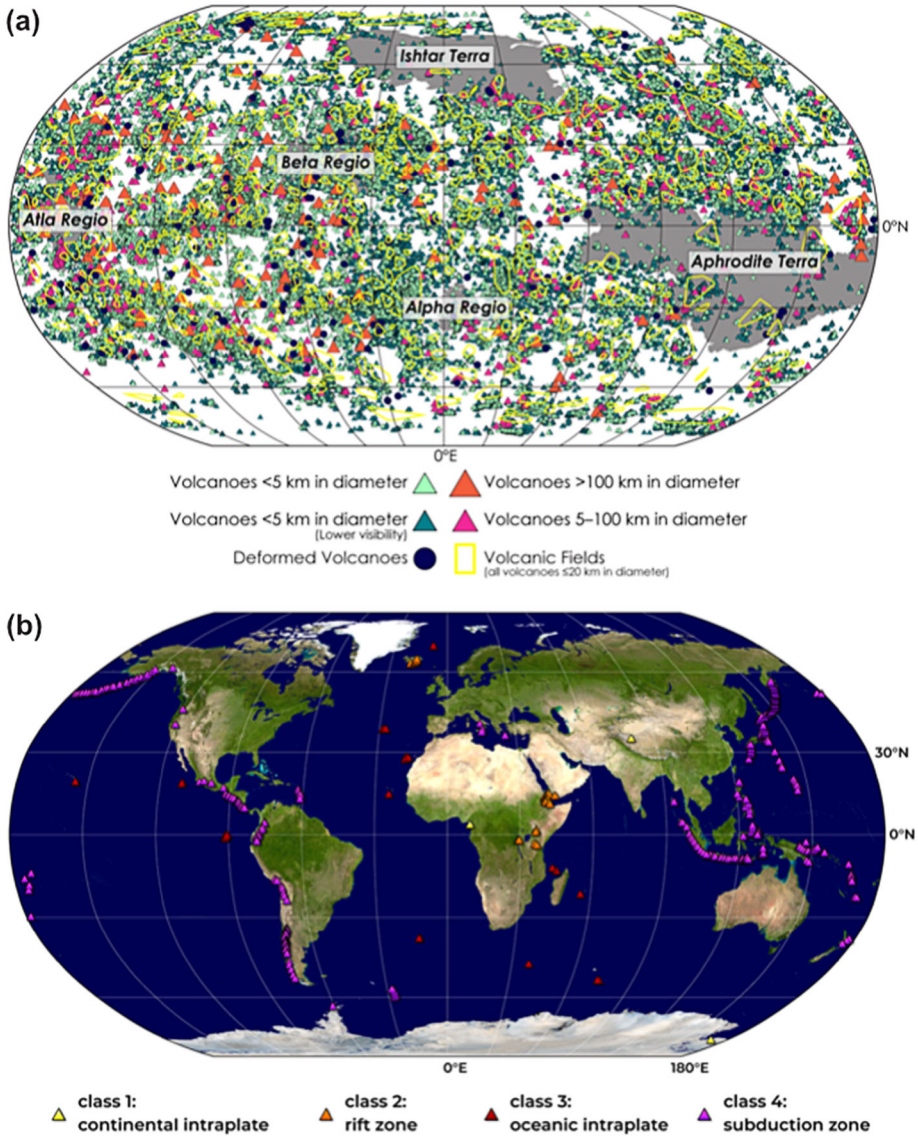 (a)
Ishtar Terra
Beta Regio
Atla Regio
0°N
Aphrodite Terra
Alpha Regio
0°E
Volcanoes <5 km in diameter
Volcanoes >100 km in diameter
Volcanoes <5 km in diameter
(Lower visibility)
Volcanoes 5–100 km in diameter
Deformed Volcanoes
Volcanic Fields
(all volcanoes ≤20 km in diameter)
(b)
30°N
0°N
0°E
180°E
class 1:
continental intraplate
class 2:
rift zone
class 3:
oceanic intraplate
class 4:
subduction zone